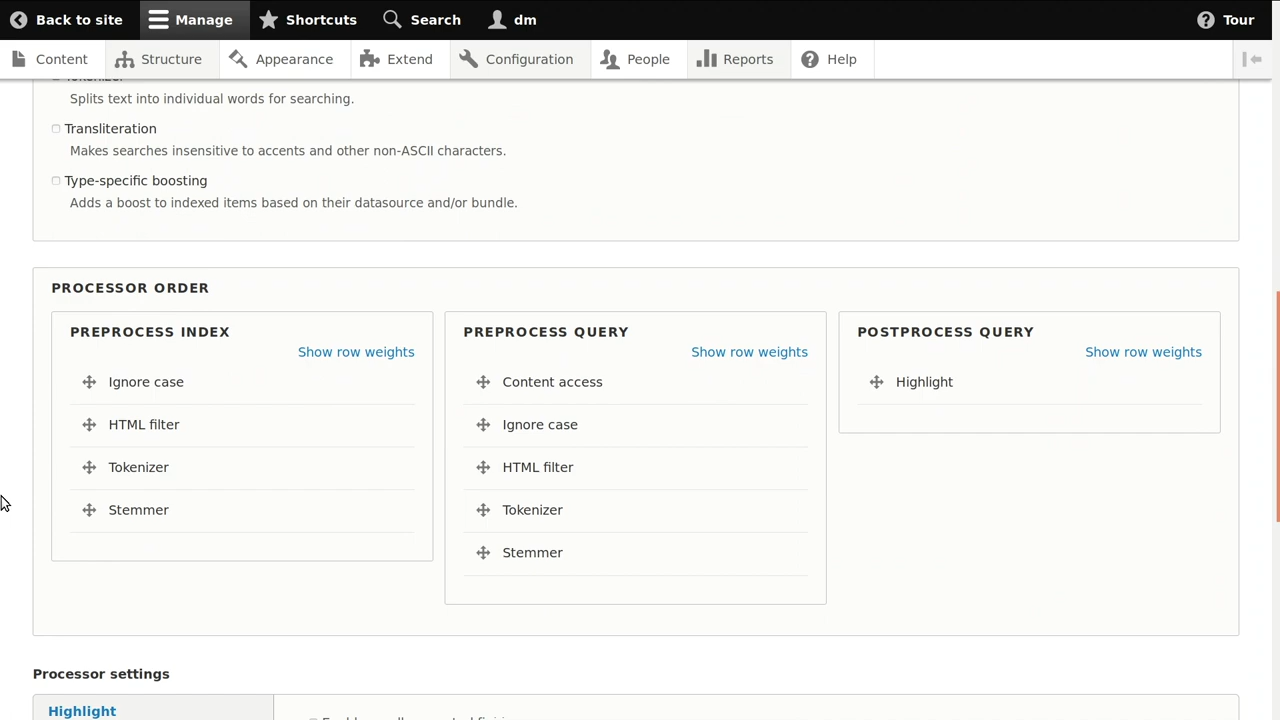 Back to site Manage Shortcuts Search dm Tour
Content Structure Appearance Extend Configuration People Reports Help
Splits text into individual words for searching.
Transliteration
Makes searches insensitive to accents and other non-ASCII characters.
Type-specific boosting
Adds a boost to indexed items based on their datasource and/or bundle.
PROCESSOR ORDER
PREPROCESS INDEX
Show row weights
Ignore case
HTML filter
Tokenizer
Stemmer
PREPROCESS QUERY
Show row weights
Content access
Ignore case
HTML filter
Tokenizer
Stemmer
POSTPROCESS QUERY
Show row weights
Highlight
Processor settings
Highlight